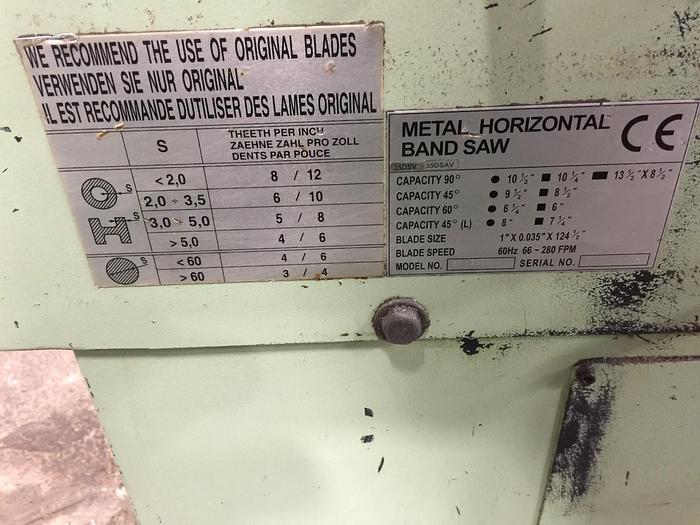 WE RECOMMEND THE USE OF ORIGINAL BLADES
VERWENDEN SIE NUR ORIGINAL
IL EST RECOMMANDE DUTILISER DES LAMES ORIGINAL
S
THEETH PER INCH
ZAEHNE ZAHL PRO ZOLL
DENTS PAR POUCE
S
< 2,0 8 / 12
2,0 ÷ 3,5 6 / 10
S
3,0 ÷ 5,0 5 / 8
> 5,0 4 / 6
S
< 60 4 / 6
> 60 3 / 4
METAL HORIZONTAL
BAND SAW
CE
35DSV 35DSAV
CAPACITY 90° ● 10 ½" ■ 10 ¼" ▬ 13 ½" X 8 ½"
CAPACITY 45° ● 9 ½" ■ 8 ½"
CAPACITY 60° ● 6 ¼" ■ 6"
CAPACITY 45° (L) ● 8" ■ 7 ¼"
BLADE SIZE 1" X 0.035" X 124 ½"
BLADE SPEED 60Hz 66 ~ 280 FPM
MODEL NO. SERIAL NO.